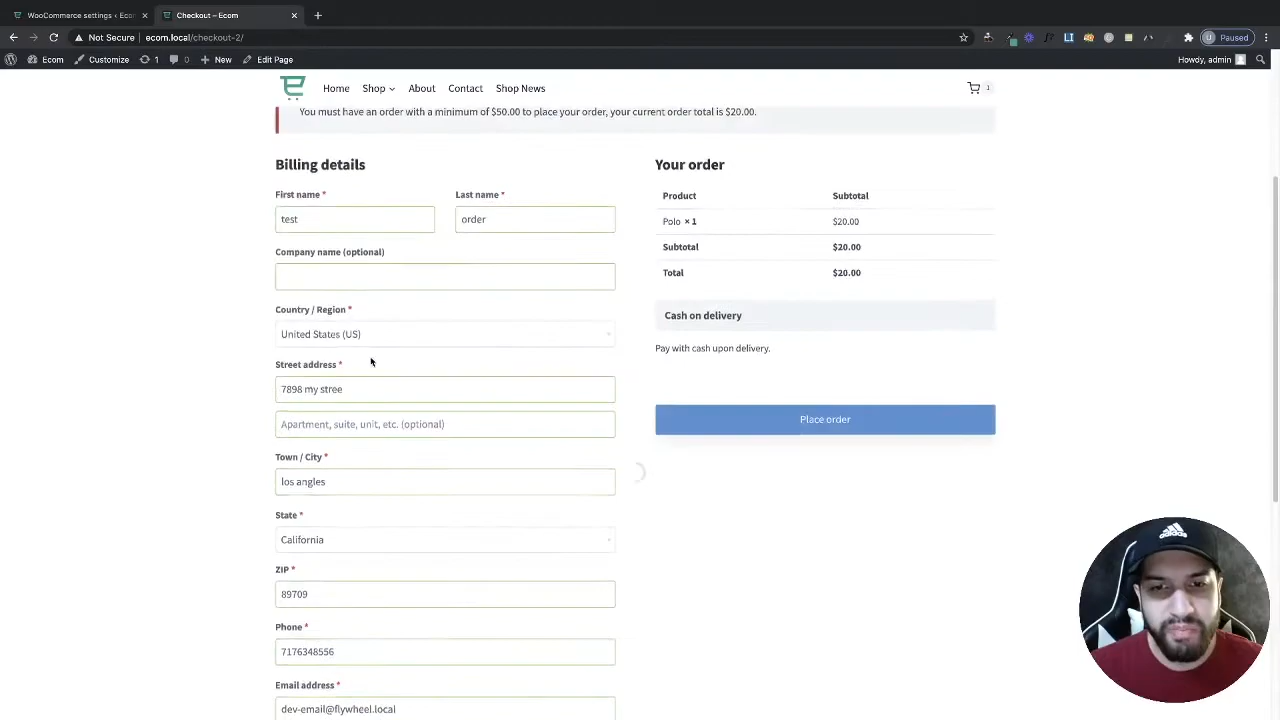 WooCommerce settings ‹ Econ
Checkout – Ecom
Not Secure
ecom.local/checkout-2/
Paused
Ecom
Customize
1
0
New
Edit Page
Howdy, admin
Home
Shop
About
Contact
Shop News
1
You must have an order with a minimum of $50.00 to place your order, your current order total is $20.00.
Billing details
First name *
Last name *
test
order
Company name (optional)
Country / Region *
United States (US)
Street address *
7898 my stree
Apartment, suite, unit, etc. (optional)
Town / City *
los angles
State *
California
ZIP *
89709
Phone *
7176348556
Email address *
dev-email@flywheel.local
Your order
Product Subtotal
Polo × 1 $20.00
Subtotal $20.00
Total $20.00
Cash on delivery
Pay with cash upon delivery.
Place order
adidas